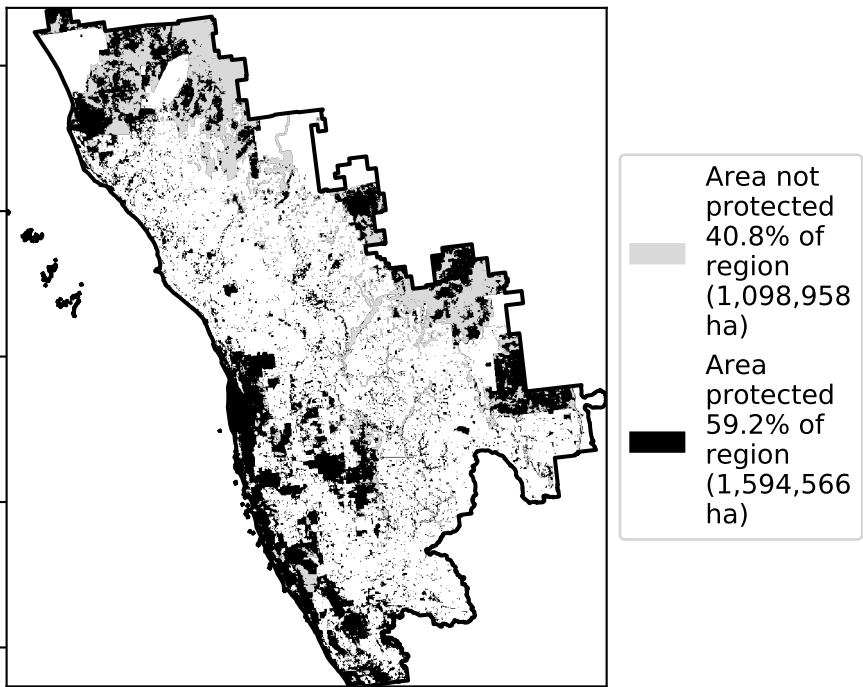 Area not
protected
40.8% of
region
(1,098,958
ha)
Area
protected
59.2% of
region
(1,594,566
ha)